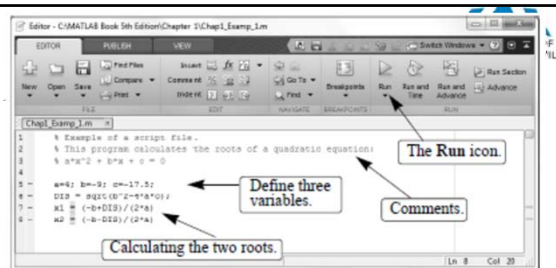 Editor - C:\MATLAB Book 5th Edition\Chapter 1\Chap1_Examp_1.m
EDITOR PUBLISH VIEW Switch Windows
Find Files Insert fx
New Open Save Compare Comment Go To Breakpoints Run Run and Time Run and Advance Run Section
Print Indent Find Advance
FILE EDIT NAVIGATE BREAKPOINTS RUN
Chap1_Examp_1.m
1 % Example of a script file.
2 % This program calculates the roots of a quadratic equation:
3 % a*x^2 + b*x + c = 0
The Run icon.
5 - a=4; b=-9; c=-17.5;
6 - DIS = sqrt(b^2-4*a*c);
7 - x1 = (-b+DIS)/(2*a)
8 - x2 = (-b-DIS)/(2*a)
Define three variables.
Comments.
Calculating the two roots.
Ln 8 Col 20